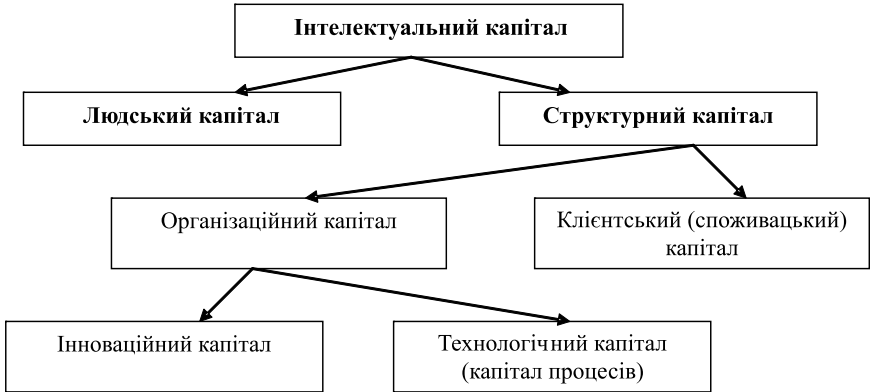 Інтелектуальний капітал
Людський капітал
Структурний капітал
Організаційний капітал
Клієнтський (споживацький)
капітал
Інноваційний капітал
Технологічний капітал
(капітал процесів)